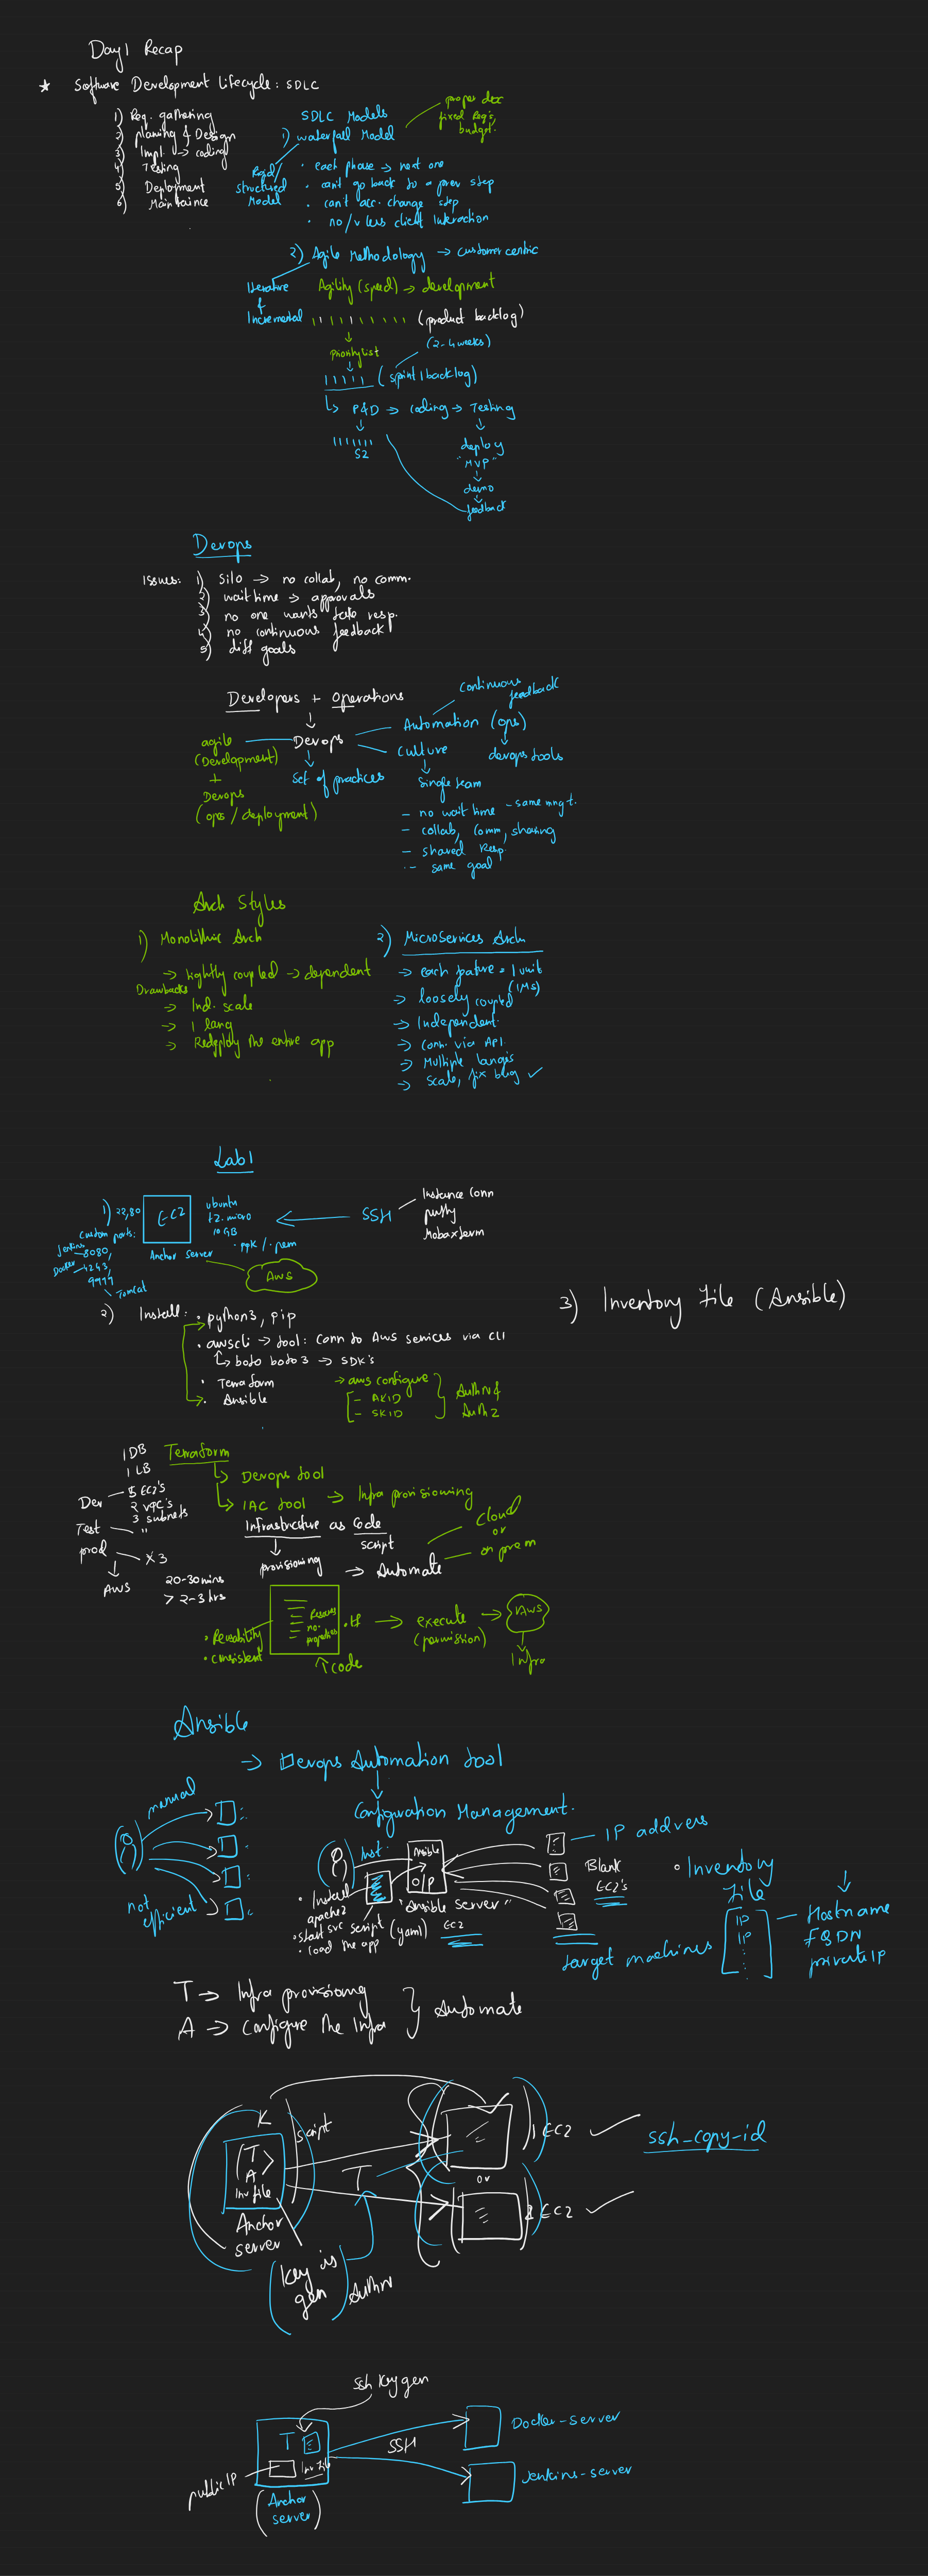 Day1 Recap
★ Software Development Lifecycle: SDLC
1) Req. gathering
2) planing & Design
3) Impl. → coding
4) Testing
5) Deployment
6) Maintaince
SDLC Models
1) waterfall Model
proper doc
fixed Req's
budget.
Rigid/
structured
Model
· each phase → next one
· can't go back to a prev step
· can't acc. change step
· no/v less client Interaction
2) Agile Methodology → customer centric
Iterative
&
Incremental
Agility (speed) → development
(product backlog)
Priority list
(2-4 weeks)
(sprint 1 backlog)
P&D → coding → Testing
S2
deploy
"MVP"
demo
feedback
Devops
Issues: 1) Silo → no collab, no comm.
2) wait time → approvals
3) no one wants take resp.
4) no continuous feedback
5) diff goals
Developers + operations
Devops
Set of practices
agile
(Development)
+
Devops
(ops/deployment)
Continuous
feedback
Automation (ops)
devops tools
culture
Single team
- no wait time - same mngt.
- collab, comm, sharing
- shared Resp.
- same goal
Arch Styles
1) Monolithic Arch
→ tightly coupled → dependent
Drawbacks
→ Ind. scale
→ 1 lang
→ Redeploy the entire app
2) MicroServices Arch
→ each feature = 1 unit
(1MS)
→ loosely coupled
→ Independent.
→ Conn. via API.
→ Multiple langs
→ scale, fix bug ✓
Lab1
1) 22,80
EC2
ubuntu
t2.micro
10 GB
.ppk / .pem
SSH
Instance Conn
putty
Mobaxterm
Custom ports:
Jenkins 8080,
Docker 4243,
9999
Tomcat
Anchor Server
AWS
2) Install:
· python3, pip
· awscli → tool: Conn to Aws services via CLI
boto boto3 → SDK's
· Terraform
· Ansible
→ aws configure
- AKID
- SKID
Authn &
Authz
3) Inventory file (Ansible)
1 DB
1 LB
5 EC2's
2 VPC's
3 subnets
Dev
Test "
prod X3
AWS
20-30mins
> 2-3 hrs
Terraform
Devops tool
IAC tool → Infra provisioning
Infrastructure as Code
script
provisioning → Automate
Cloud
or
on prem
· Reusability
· consistent
Resources
no.
properties
.tf → execute → AWS
(permission)
Infra
↑ code
Ansible
→ Devops Automation tool
Configuration Management.
manual
not
efficient
· Install
apache2
· start svc
· load the app
script (yaml)
Ansible
"Ansible Server"
EC2
IP address
Blank
EC2's
target machines
· Inventory
file
IP
IP
Hostname
FQDN
private IP
T → Infra provisiong
A → configure the Infra
} Automate
K
script
T
A
Inv file
Anchor
server
(key is
gen)
Authn
T
1 EC2 ✓
or
2 EC2 ✓
ssh_copy-id
ssh keygen
T
Inv file
public IP
(Anchor
server)
SSH
Docker-server
Jenkins-server